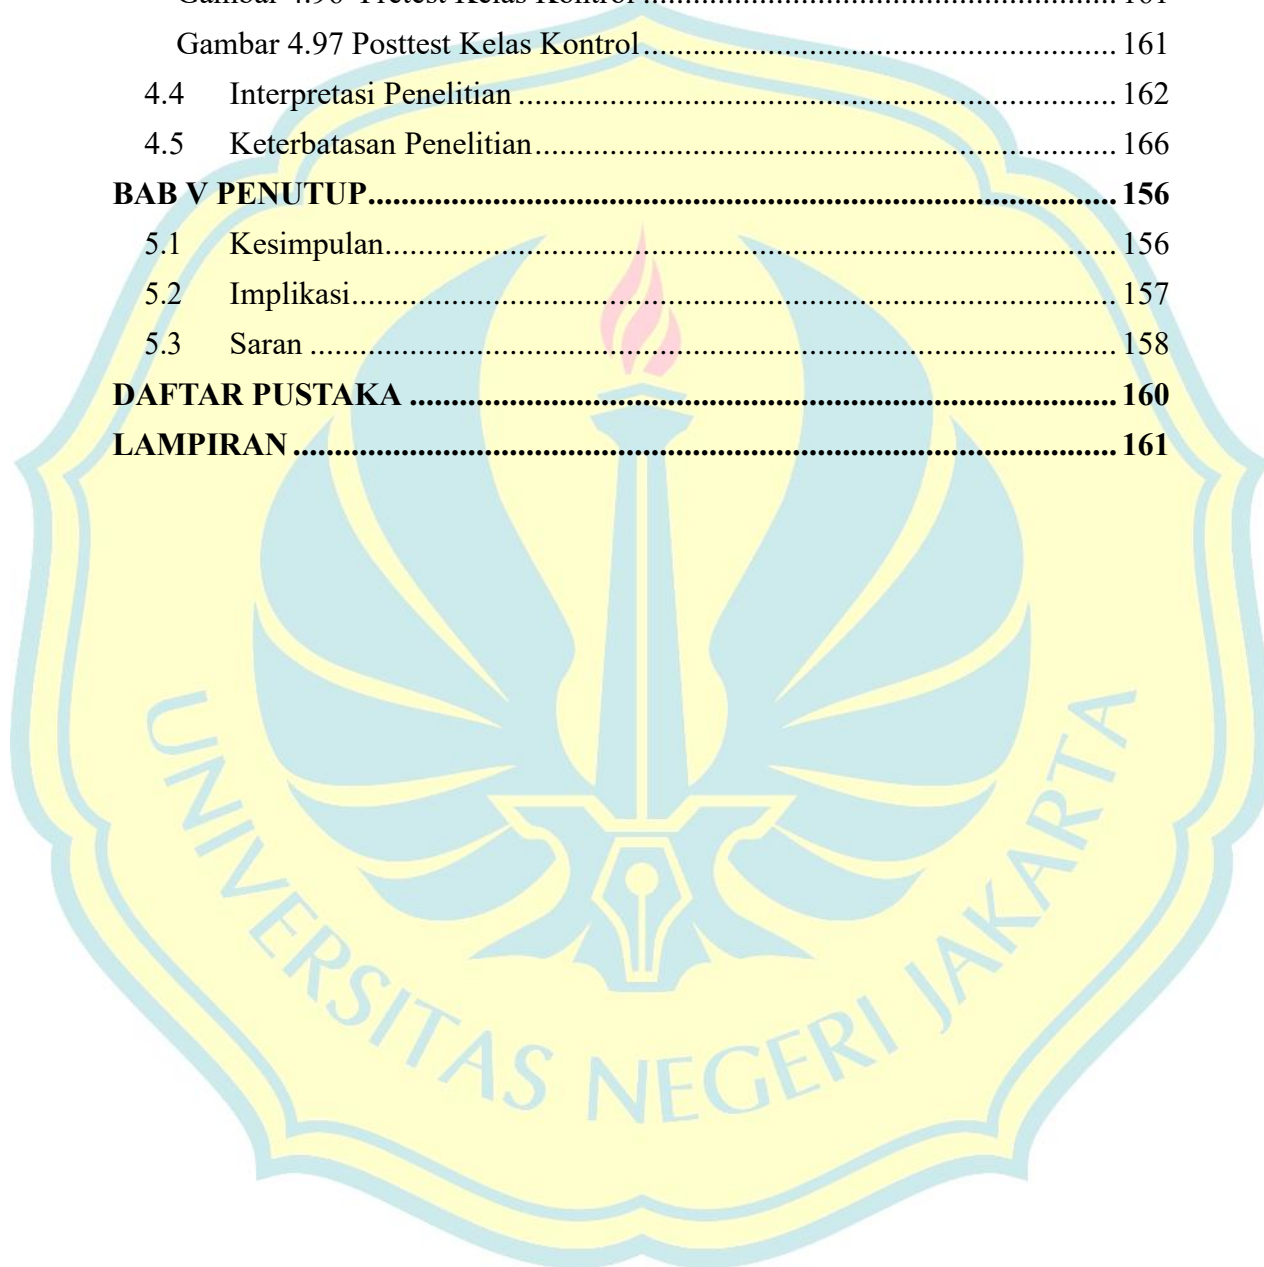 Gambar 4.97 Posttest Kelas Kontrol ........................................................... 161
4.4 Interpretasi Penelitian ........................................................................... 162
4.5 Keterbatasan Penelitian ......................................................................... 166
BAB V PENUTUP ............................................................................................. 156
5.1 Kesimpulan ........................................................................................... 156
5.2 Implikasi ............................................................................................... 157
5.3 Saran ..................................................................................................... 158
DAFTAR PUSTAKA ........................................................................................ 160
LAMPIRAN ...................................................................................................... 161
UNIVERSITAS NEGERI JAKARTA